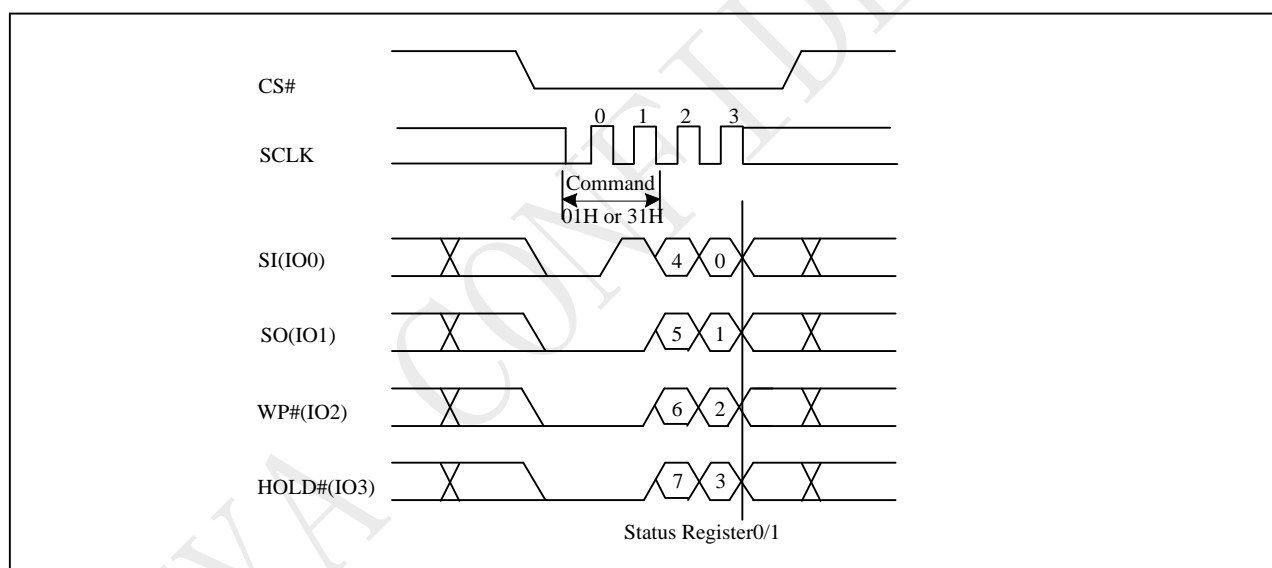 CS#
0 1 2 3
SCLK
Command
01H or 31H
SI(IO0) 4 0
SO(IO1) 5 1
WP#(IO2) 6 2
HOLD#(IO3) 7 3
Status Register0/1